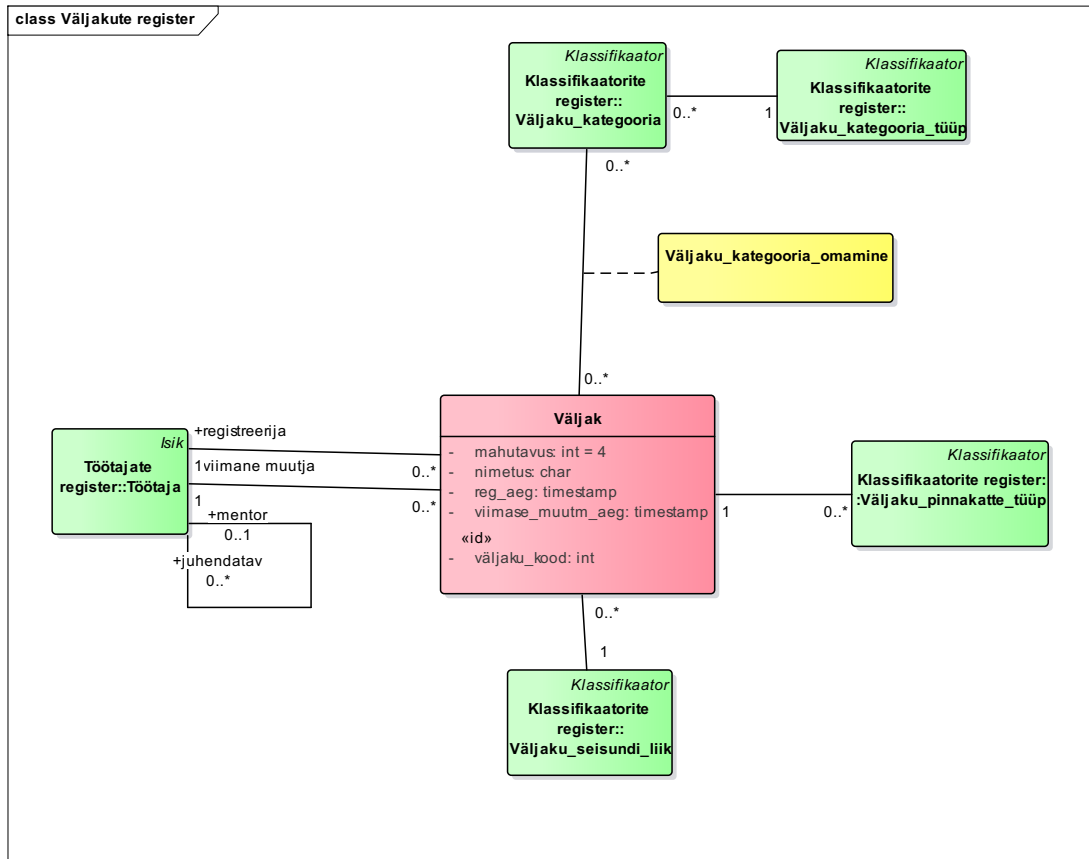 class Väljakute register
Klassifikaator
Klassifikaatorite
register::
Väljaku_kategooria
Klassifikaator
Klassifikaatorite
register::
Väljaku_kategooria_tüüp
0..*
1
0..*
Väljaku_kategooria_omamine
0..*
Väljak
- mahutavus: int = 4
- nimetus: char
- reg_aeg: timestamp
- viimase_muutm_aeg: timestamp
«id»
- väljaku_kood: int
Isik
Töötajate
register::Töötaja
+registreerija
1
viimane muutja
0..*
1
0..*
+mentor
0..1
+juhendatav
0..*
Klassifikaator
Klassifikaatorite register:
:Väljaku_pinnakatte_tüüp
1
0..*
0..*
1
Klassifikaator
Klassifikaatorite
register::
Väljaku_seisundi_liik